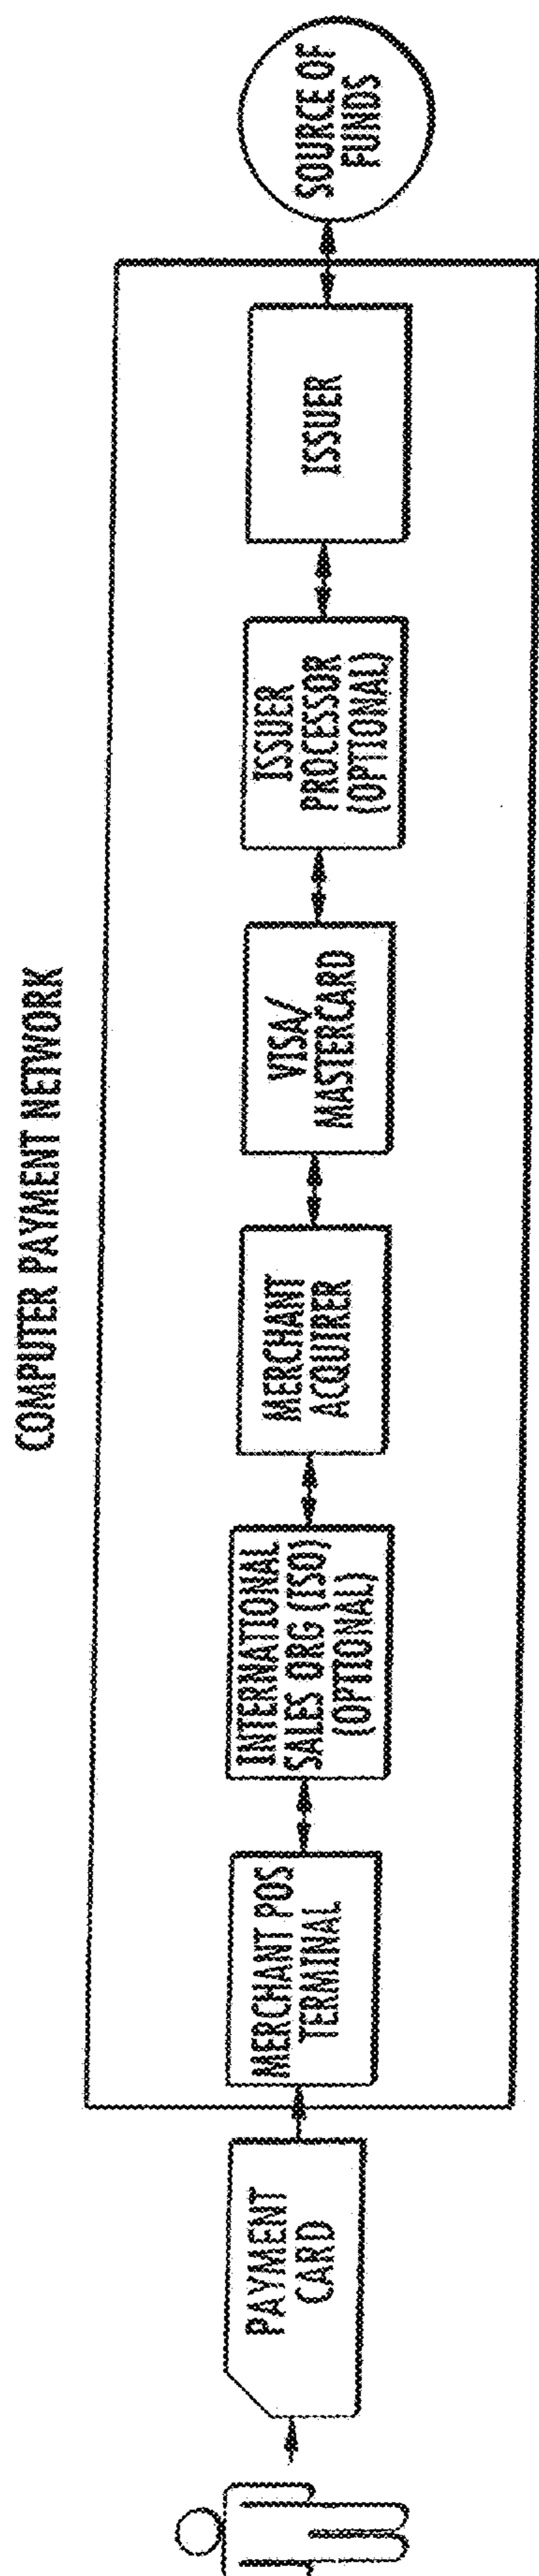 COMPUTER PAYMENT NETWORK
PAYMENT
CARD
MERCHANT POS
TERMINAL
INTERNATIONAL
SALES ORG (ISO)
(OPTIONAL)
MERCHANT
ACQUIRER
VISA/
MASTERCARD
ISSUER
PROCESSOR
(OPTIONAL)
ISSUER
SOURCE OF
FUNDS